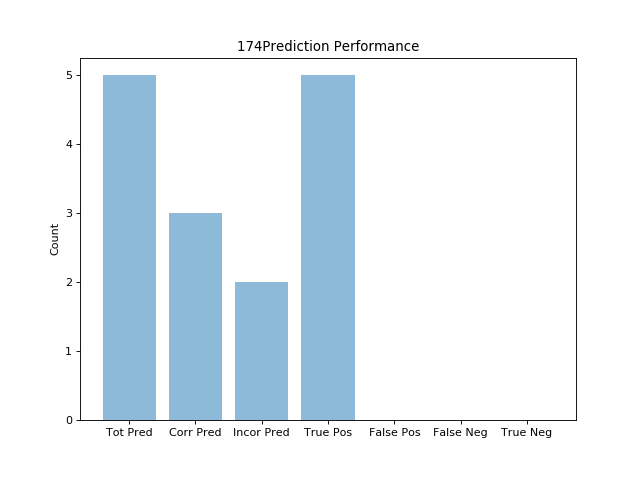 174Prediction Performance
Count
5
4
3
2
1
0
Tot Pred Corr Pred Incor Pred True Pos False Pos False Neg True Neg